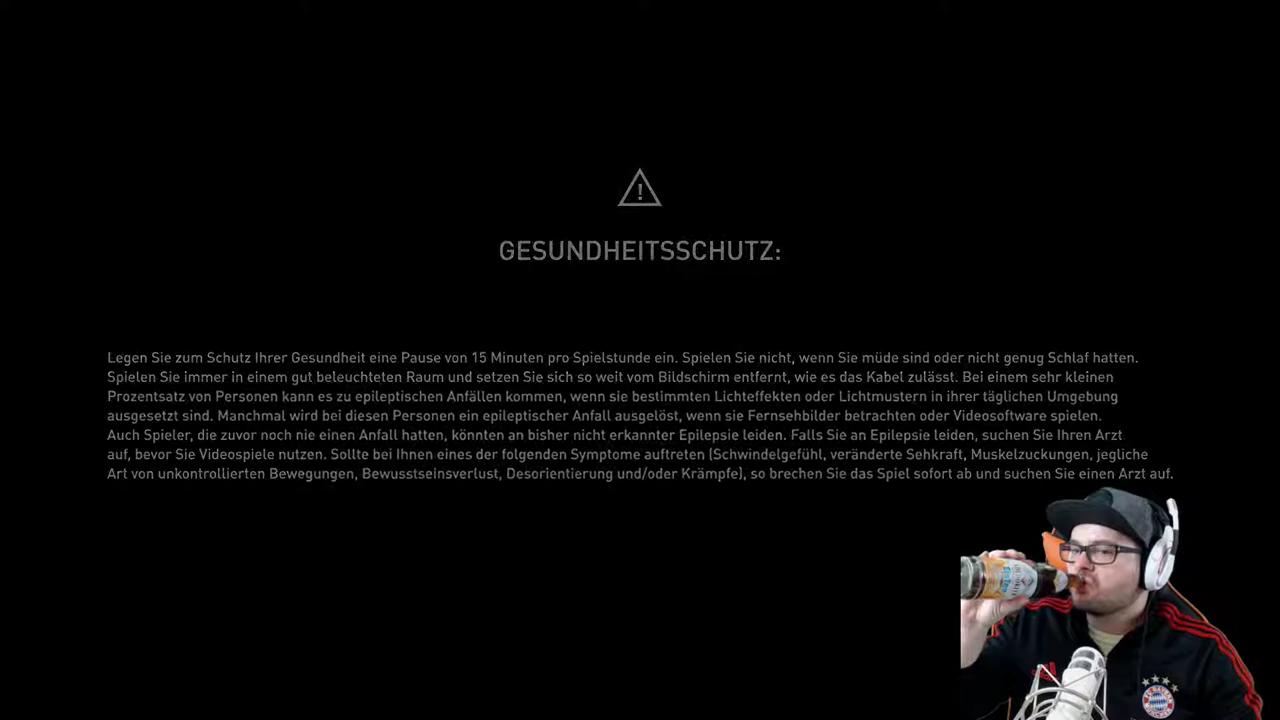 GESUNDHEITSSCHUTZ:
Legen Sie zum Schutz Ihrer Gesundheit eine Pause von 15 Minuten pro Spielstunde ein. Spielen Sie nicht, wenn Sie müde sind oder nicht genug Schlaf hatten.
Spielen Sie immer in einem gut beleuchteten Raum und setzen Sie sich so weit vom Bildschirm entfernt, wie es das Kabel zulässt. Bei einem sehr kleinen
Prozentsatz von Personen kann es zu epileptischen Anfällen kommen, wenn sie bestimmten Lichteffekten oder Lichtmustern in ihrer täglichen Umgebung
ausgesetzt sind. Manchmal wird bei diesen Personen ein epileptischer Anfall ausgelöst, wenn sie Fernsehbilder betrachten oder Videosoftware spielen.
Auch Spieler, die zuvor noch nie einen Anfall hatten, könnten an bisher nicht erkannter Epilepsie leiden. Falls Sie an Epilepsie leiden, suchen Sie Ihren Arzt
auf, bevor Sie Videospiele nutzen. Sollte bei Ihnen eines der folgenden Symptome auftreten (Schwindelgefühl, veränderte Sehkraft, Muskelzuckungen, jegliche
Art von unkontrollierten Bewegungen, Bewusstseinsverlust, Desorientierung und/oder Krämpfe), so brechen Sie das Spiel sofort ab und suchen Sie einen Arzt auf.